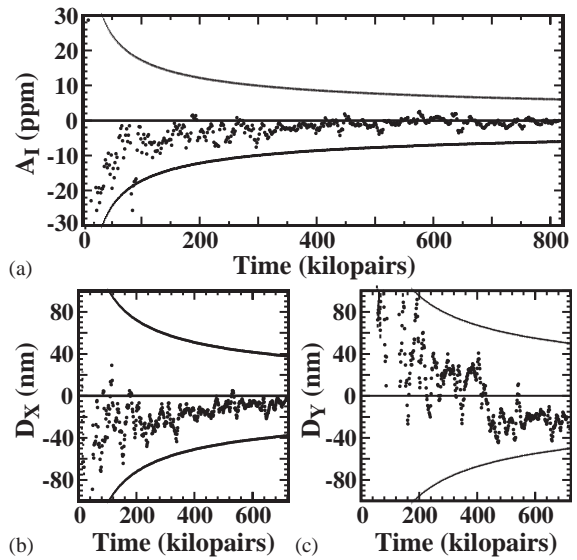 30
20
10
0
-10
-20
-30
A_I (ppm)
0 200 400 600 800
(a) Time (kilopairs)
80
40
0
-40
-80
D_X (nm)
0 200 400 600
(b) Time (kilopairs)
80
40
0
-40
-80
D_Y (nm)
0 200 400 600
(c) Time (kilopairs)